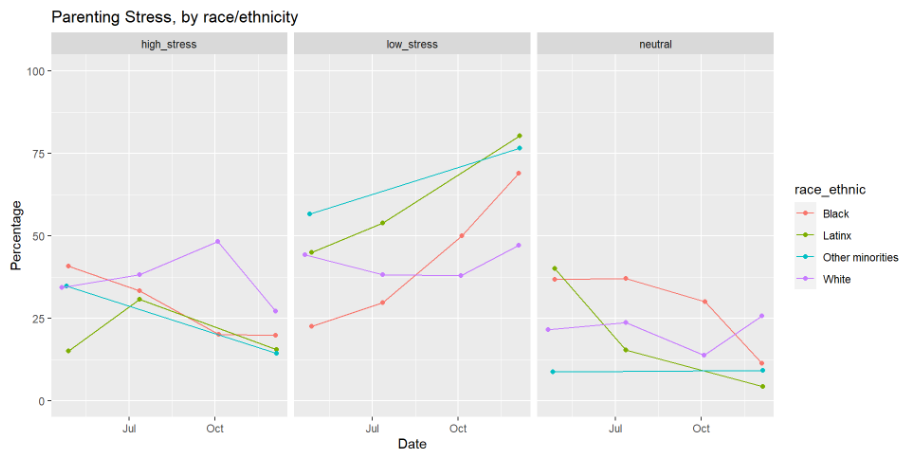 Parenting Stress, by race/ethnicity
high_stress
low_stress
neutral
100
75
50
25
0
Percentage
Jul
Oct
Jul
Oct
Jul
Oct
Date
race_ethnic
Black
Latinx
Other minorities
White